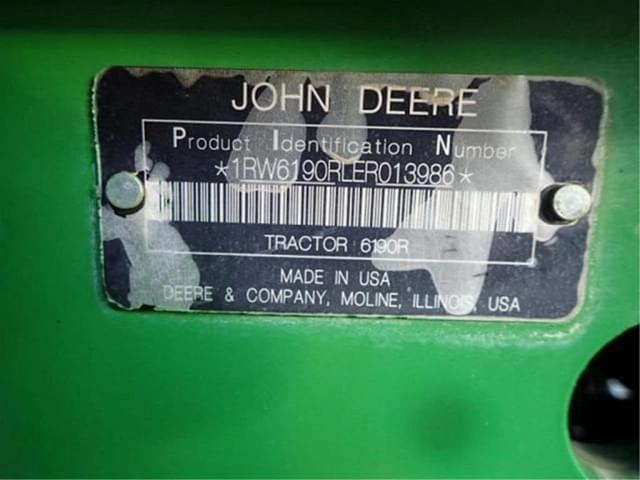 JOHN DEERE
Product Identification Number
*1RW6190RLER013986*
TRACTOR 6190R
MADE IN USA
DEERE & COMPANY, MOLINE, ILLINOIS, USA